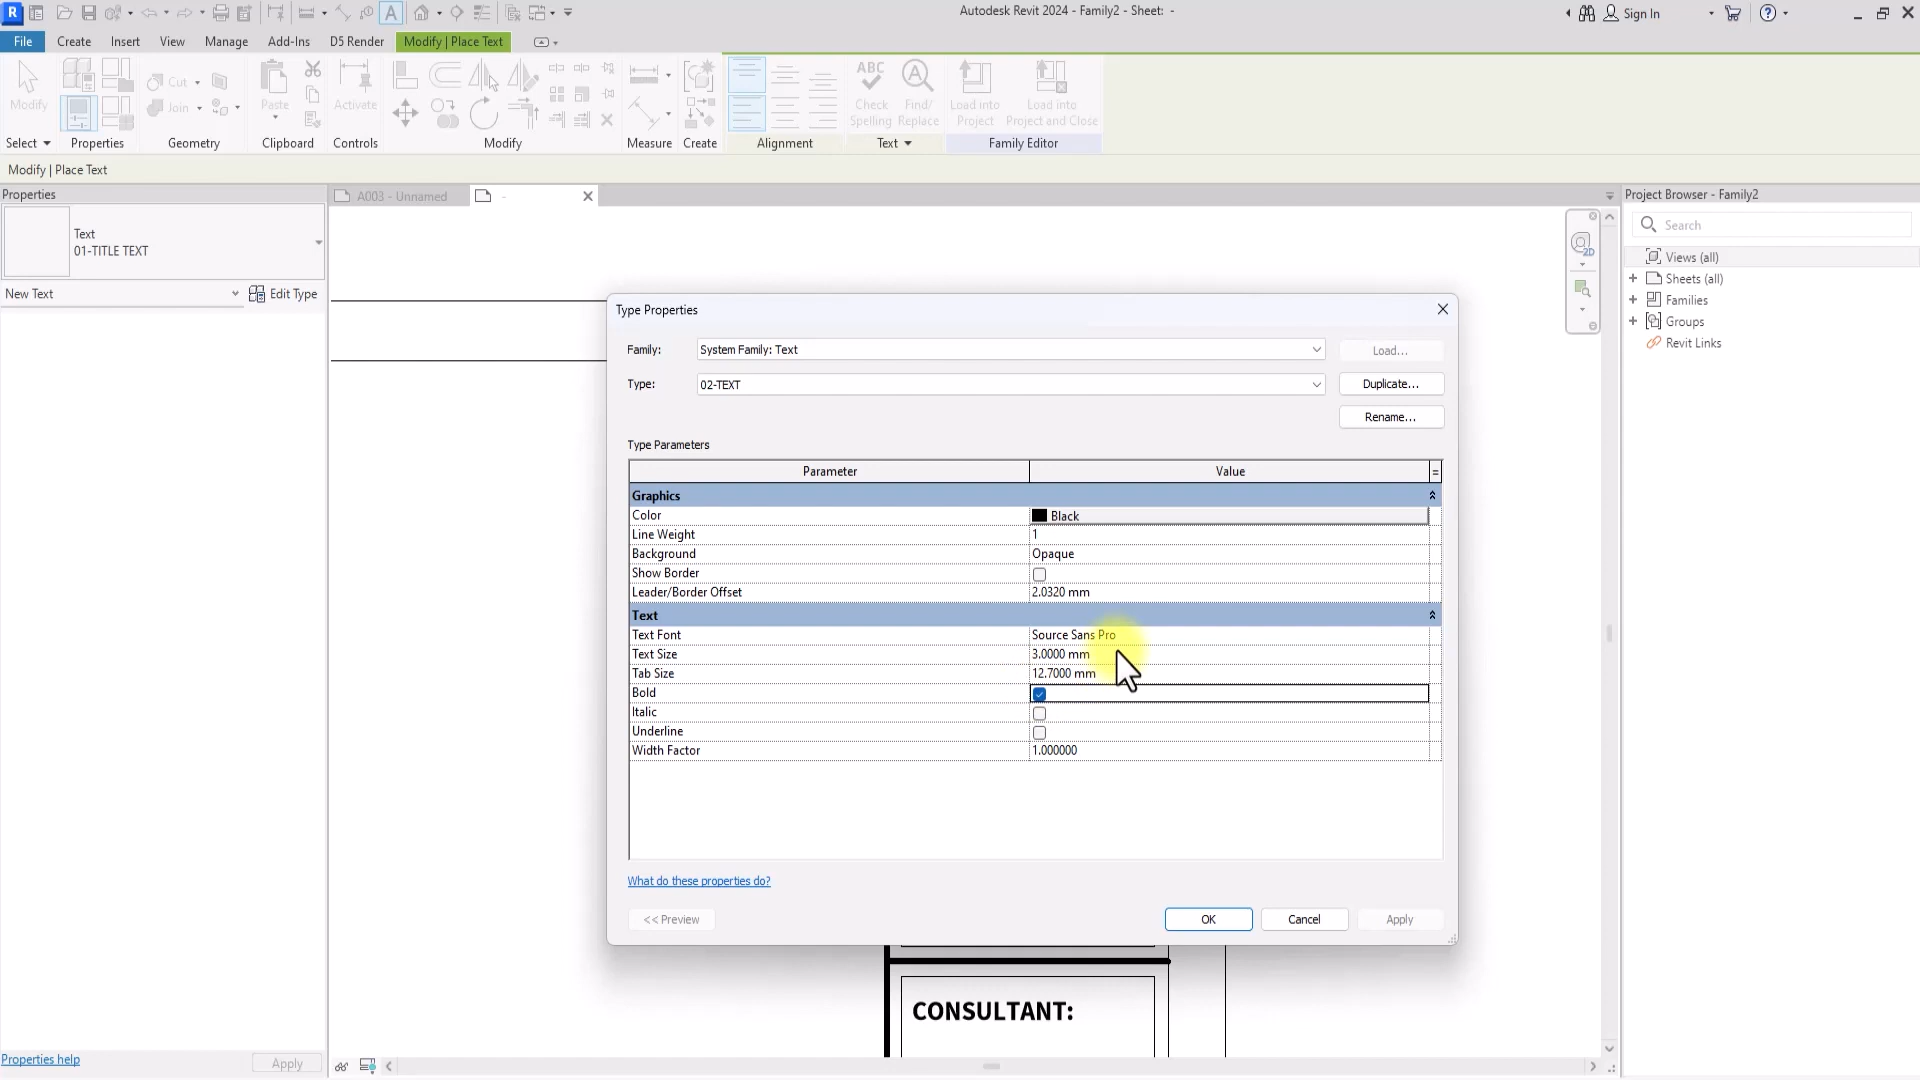 Autodesk Revit 2024 - Family2 - Sheet: -
Sign In
File
Create
Insert
View
Manage
Add-Ins
D5 Render
Modify | Place Text
Modify
Cut
Join
Paste
Activate
ABC
Check Spelling
Find/ Replace
Load into Project
Load into Project and Close
Select
Properties
Geometry
Clipboard
Controls
Modify
Measure
Create
Alignment
Text
Family Editor
Modify | Place Text
Properties
Text
01-TITLE TEXT
New Text
Edit Type
Properties help
Apply
A003 - Unnamed
-
2D
Project Browser - Family2
Search
Views (all)
Sheets (all)
Families
Groups
Revit Links
Type Properties
Family:
System Family: Text
Load...
Type:
02-TEXT
Duplicate...
Rename...
Type Parameters
Parameter
Value
=
Graphics
Color
Black
Line Weight
1
Background
Opaque
Show Border
Leader/Border Offset
2.0320 mm
Text
Text Font
Source Sans Pro
Text Size
3.0000 mm
Tab Size
12.7000 mm
Bold
Italic
Underline
Width Factor
1.000000
What do these properties do?
<< Preview
OK
Cancel
Apply
CONSULTANT: